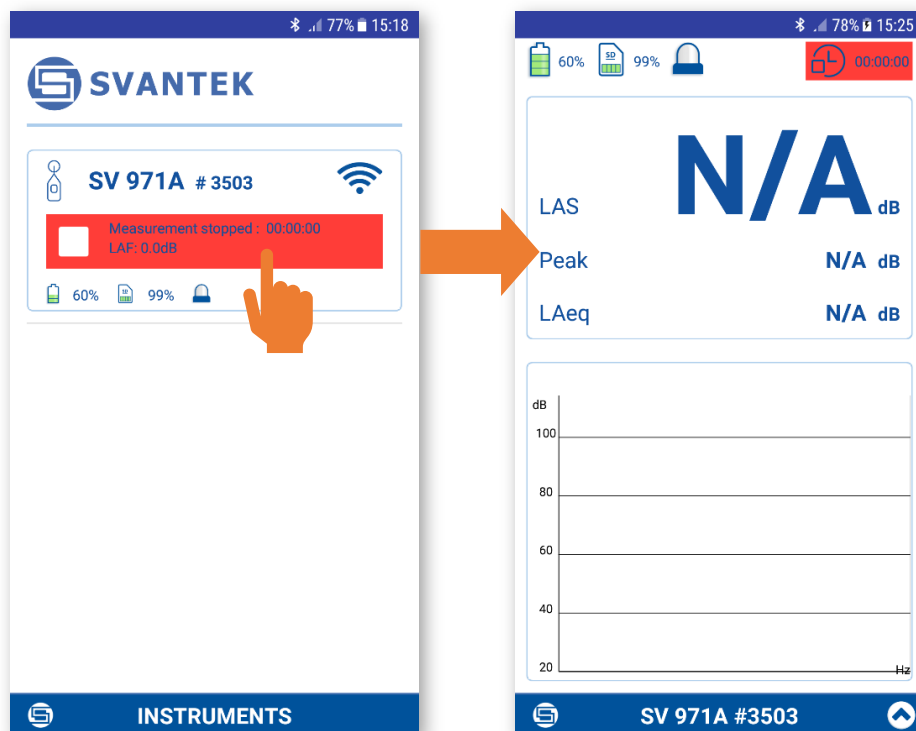 77% 15:18
SVANTEK
SV 971A # 3503
Measurement stopped : 00:00:00
LAF: 0.0dB
60% SD 99%
INSTRUMENTS
78% 15:25
60% SD 99% 00:00:00
LAS N/A dB
Peak N/A dB
LAeq N/A dB
dB
100
80
60
40
20
Hz
SV 971A #3503